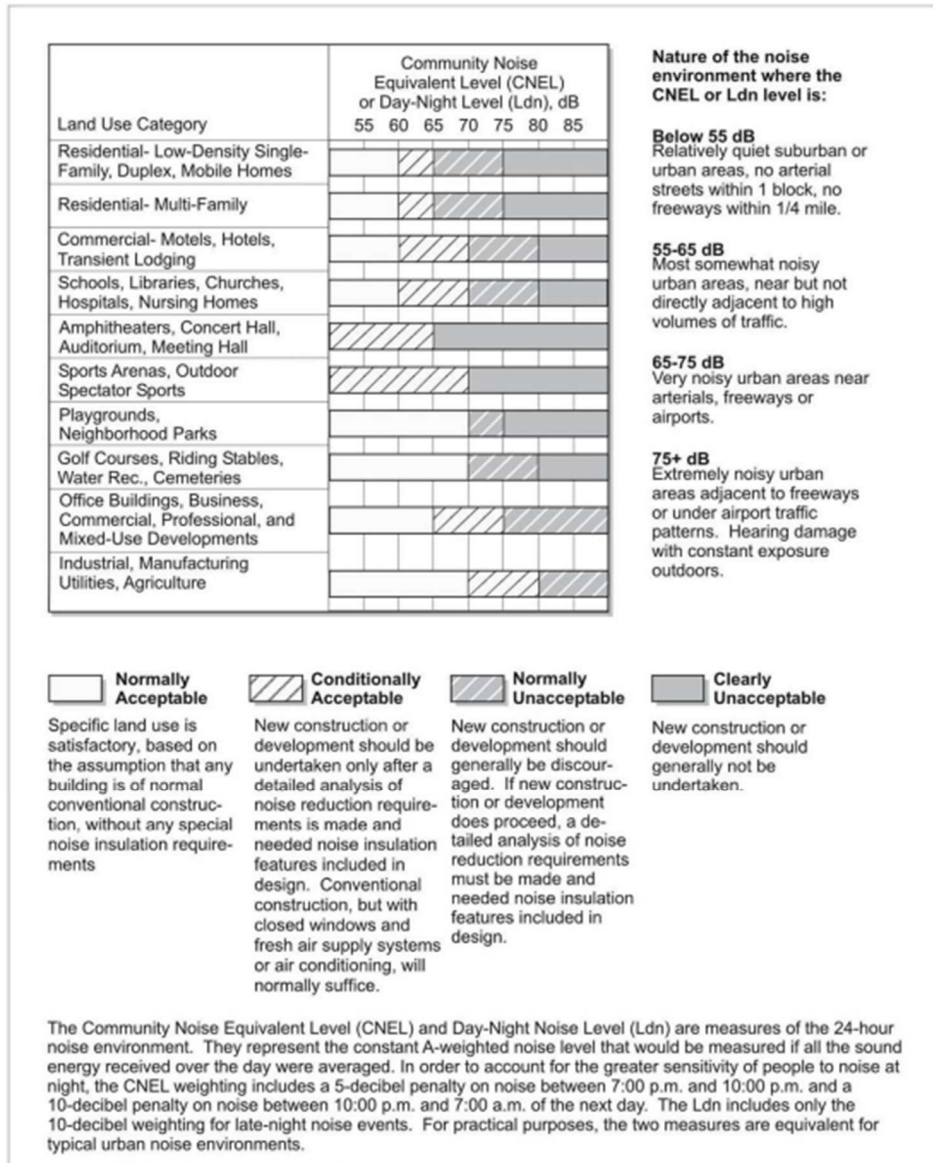 Community Noise
Equivalent Level (CNEL)
or Day-Night Level (Ldn), dB
Land Use Category
55 60 65 70 75 80 85
Residential- Low-Density Single-
Family, Duplex, Mobile Homes
Residential- Multi-Family
Commercial- Motels, Hotels,
Transient Lodging
Schools, Libraries, Churches,
Hospitals, Nursing Homes
Amphitheaters, Concert Hall,
Auditorium, Meeting Hall
Sports Arenas, Outdoor
Spectator Sports
Playgrounds,
Neighborhood Parks
Golf Courses, Riding Stables,
Water Rec., Cemeteries
Office Buildings, Business,
Commercial, Professional, and
Mixed-Use Developments
Industrial, Manufacturing
Utilities, Agriculture
Nature of the noise
environment where the
CNEL or Ldn level is:
Below 55 dB
Relatively quiet suburban or
urban areas, no arterial
streets within 1 block, no
freeways within 1/4 mile.
55-65 dB
Most somewhat noisy
urban areas, near but not
directly adjacent to high
volumes of traffic.
65-75 dB
Very noisy urban areas near
arterials, freeways or
airports.
75+ dB
Extremely noisy urban
areas adjacent to freeways
or under airport traffic
patterns. Hearing damage
with constant exposure
outdoors.
Normally
Acceptable
Specific land use is
satisfactory, based on
the assumption that any
building is of normal
conventional construc-
tion, without any special
noise insulation require-
ments
Conditionally
Acceptable
New construction or
development should be
undertaken only after a
detailed analysis of
noise reduction require-
ments is made and
needed noise insulation
features included in
design. Conventional
construction, but with
closed windows and
fresh air supply systems
or air conditioning, will
normally suffice.
Normally
Unacceptable
New construction or
development should
generally be discour-
aged. If new construc-
tion or development
does proceed, a de-
tailed analysis of noise
reduction requirements
must be made and
needed noise insulation
features included in
design.
Clearly
Unacceptable
New construction or
development should
generally not be
undertaken.
The Community Noise Equivalent Level (CNEL) and Day-Night Noise Level (Ldn) are measures of the 24-hour
noise environment. They represent the constant A-weighted noise level that would be measured if all the sound
energy received over the day were averaged. In order to account for the greater sensitivity of people to noise at
night, the CNEL weighting includes a 5-decibel penalty on noise between 7:00 p.m. and 10:00 p.m. and a
10-decibel penalty on noise between 10:00 p.m. and 7:00 a.m. of the next day. The Ldn includes only the
10-decibel weighting for late-night noise events. For practical purposes, the two measures are equivalent for
typical urban noise environments.